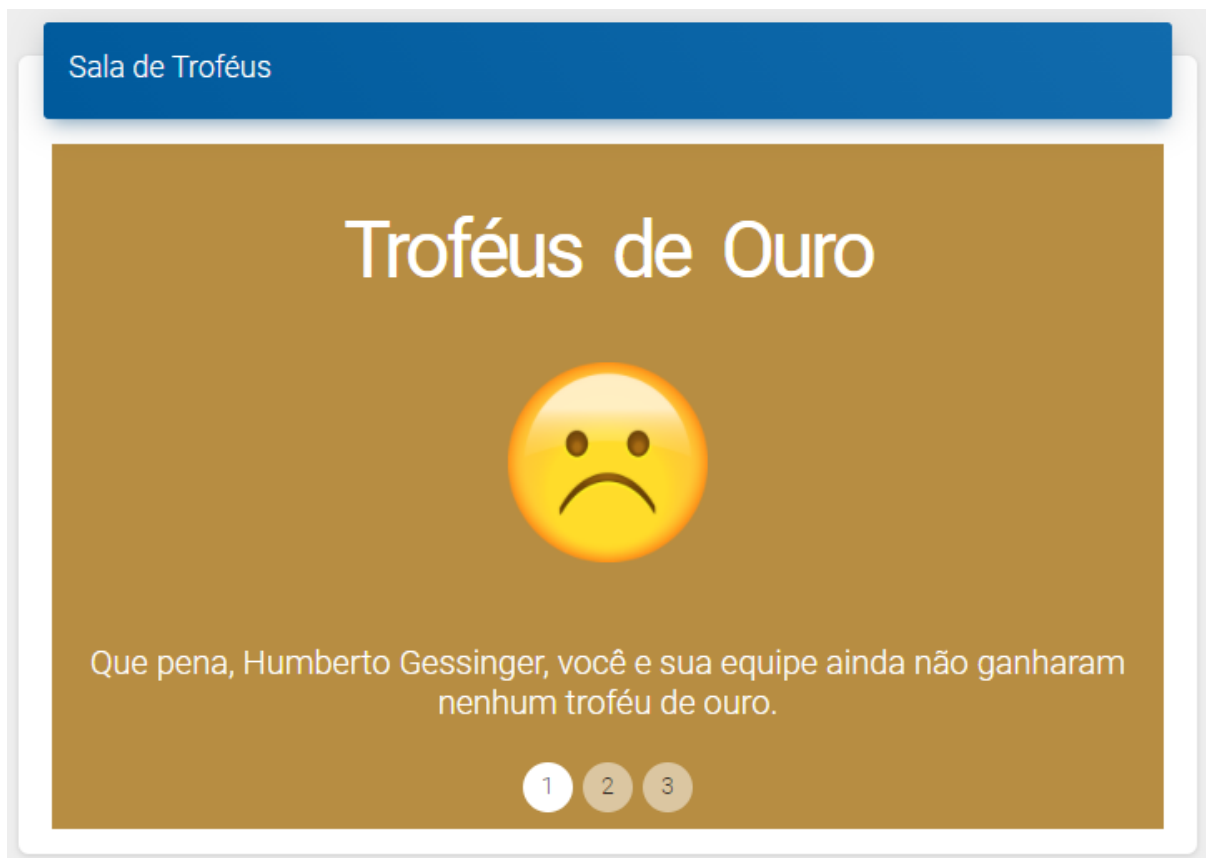 Sala de Troféus
Troféus de Ouro
Que pena, Humberto Gessinger, você e sua equipe ainda não ganharam
nenhum troféu de ouro.
1 2 3